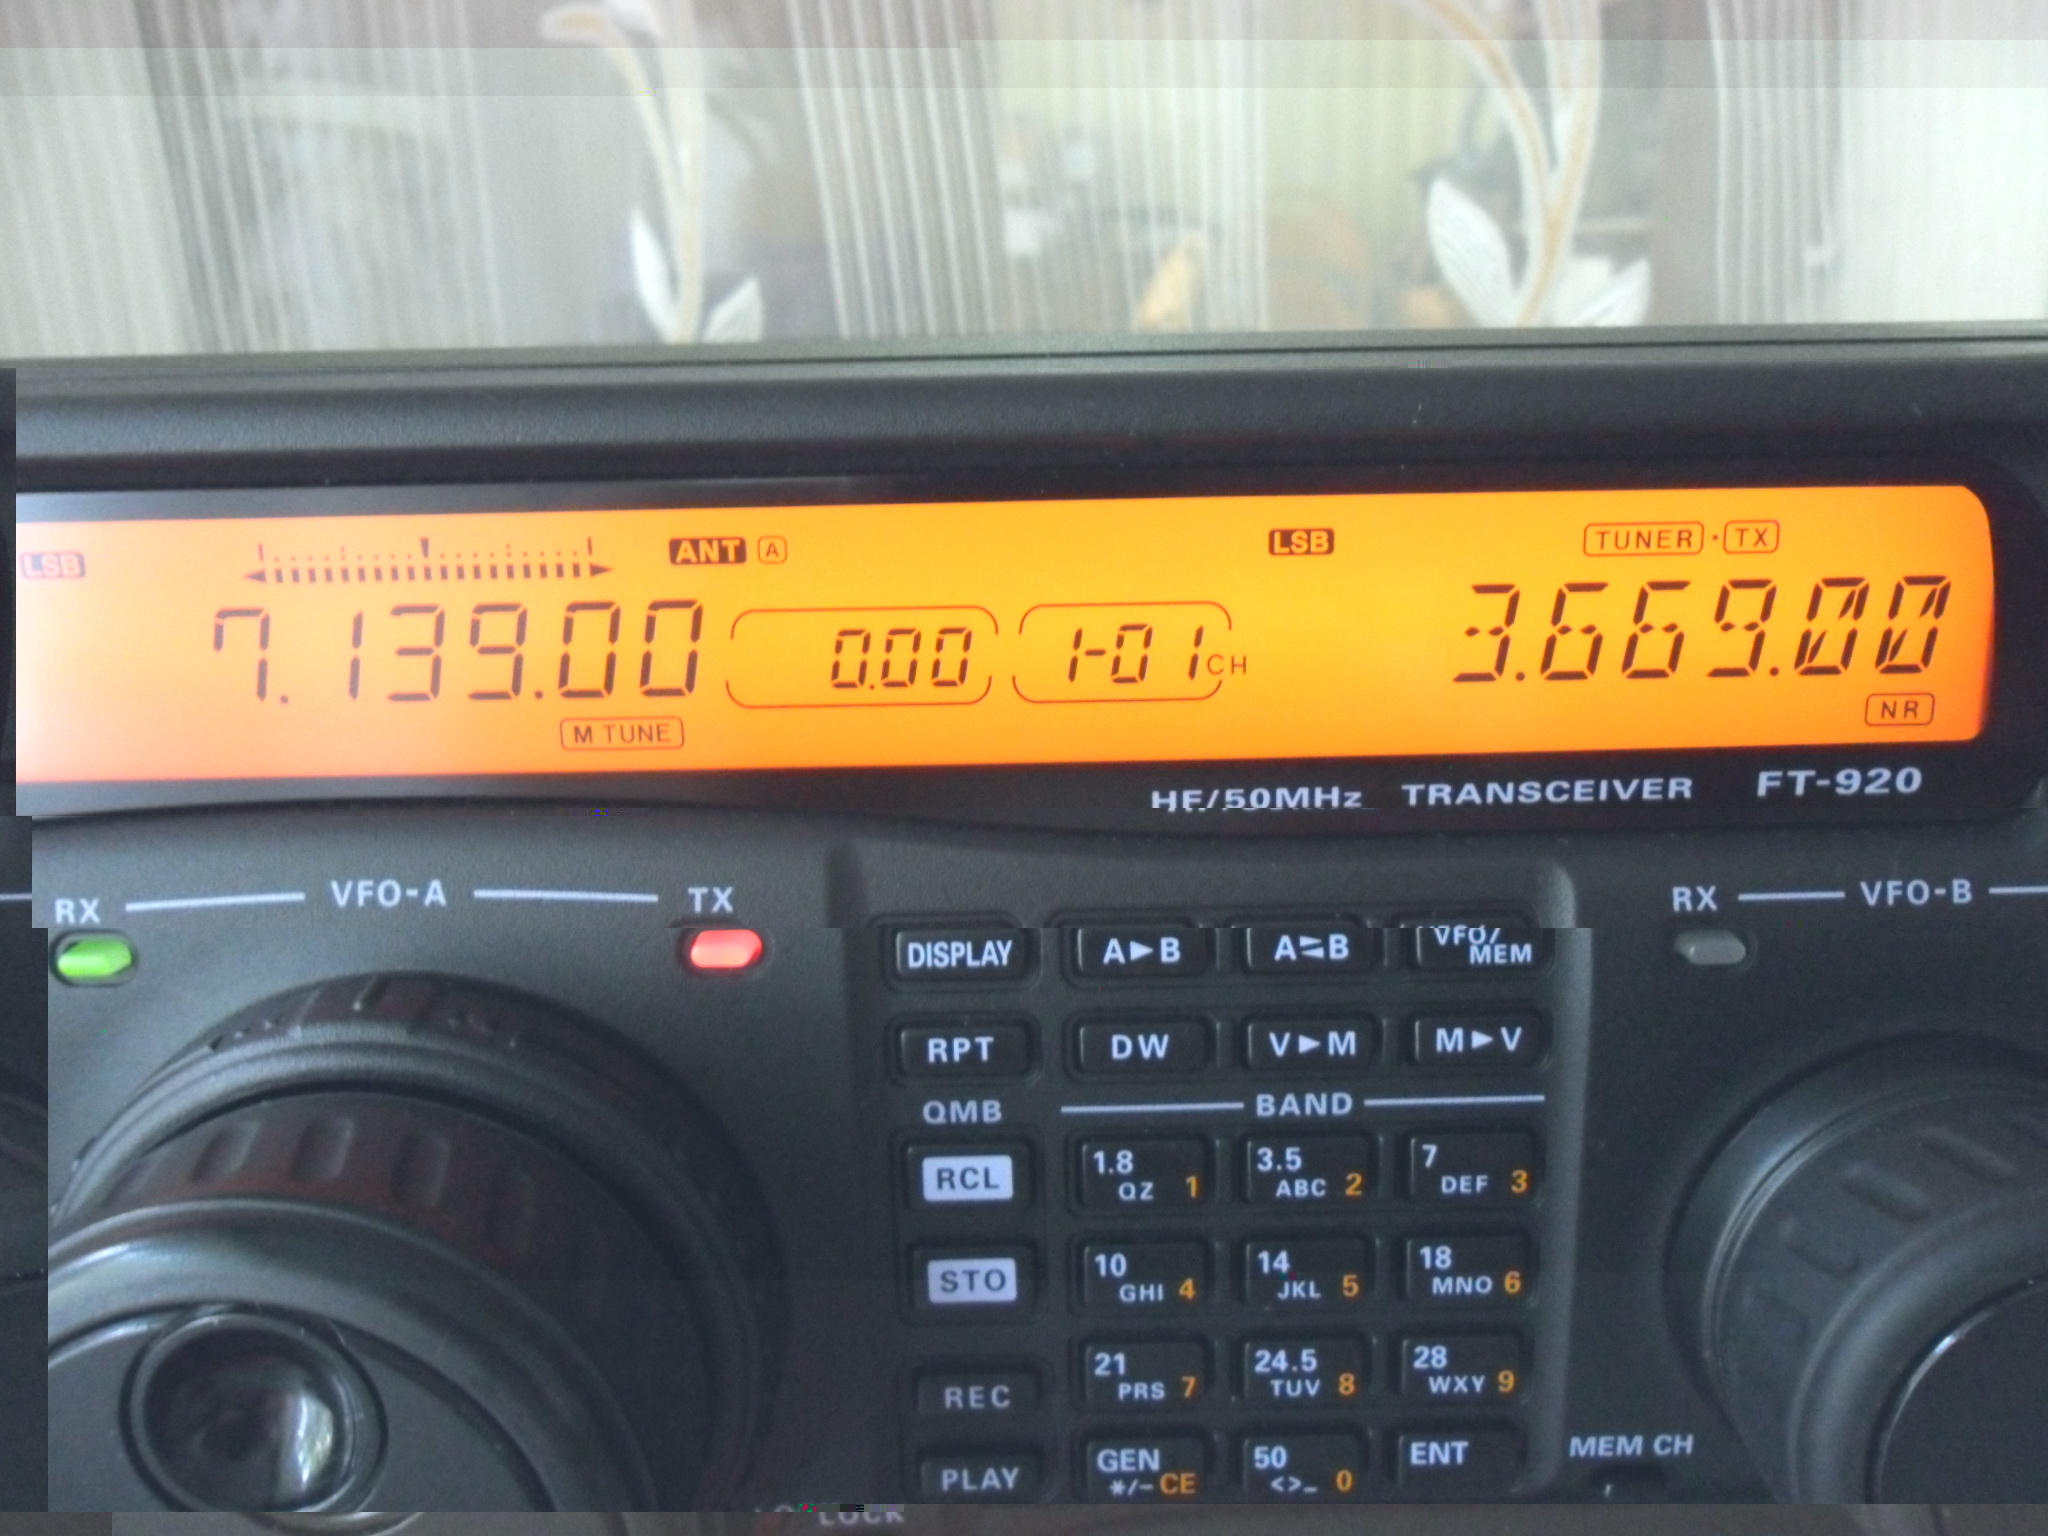 LSB
ANT A
LSB
TUNER · TX
7.139.00
0.00
1-01 CH
3.669.00
M TUNE
NR
HF/50MHz TRANSCEIVER FT-920
RX VFO-A TX
RX VFO-B
DISPLAY A►B A⇄B VFO/MEM
RPT DW V►M M►V
QMB BAND
RCL
1.8 QZ 1
3.5 ABC 2
7 DEF 3
STO
10 GHI 4
14 JKL 5
18 MNO 6
REC
21 PRS 7
24.5 TUV 8
28 WXY 9
PLAY
GEN */– CE
50 <>_ 0
ENT
MEM CH
LOCK